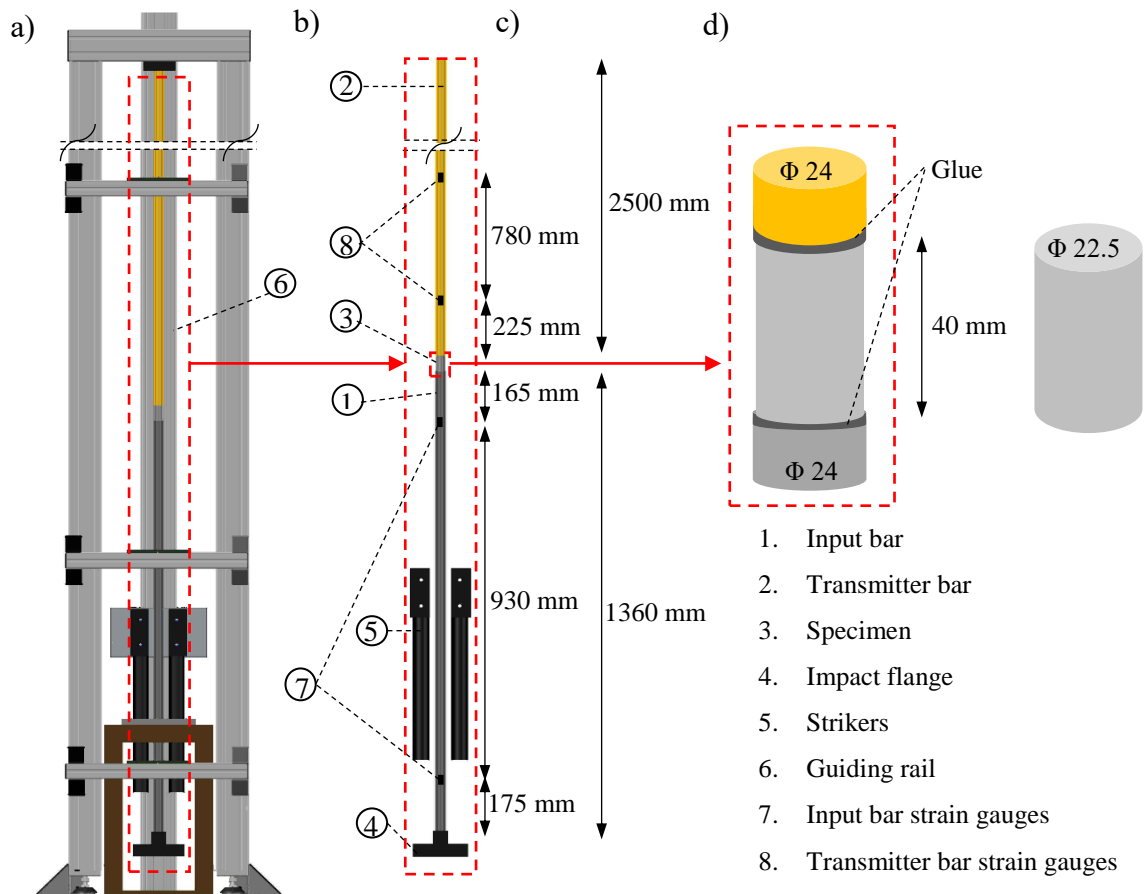 a)
b)
c)
d)
2
8
3
6
1
5
7
4
780 mm
225 mm
165 mm
930 mm
175 mm
2500 mm
1360 mm
Φ 24
Glue
40 mm
Φ 24
Φ 22.5
1. Input bar
2. Transmitter bar
3. Specimen
4. Impact flange
5. Strikers
6. Guiding rail
7. Input bar strain gauges
8. Transmitter bar strain gauges